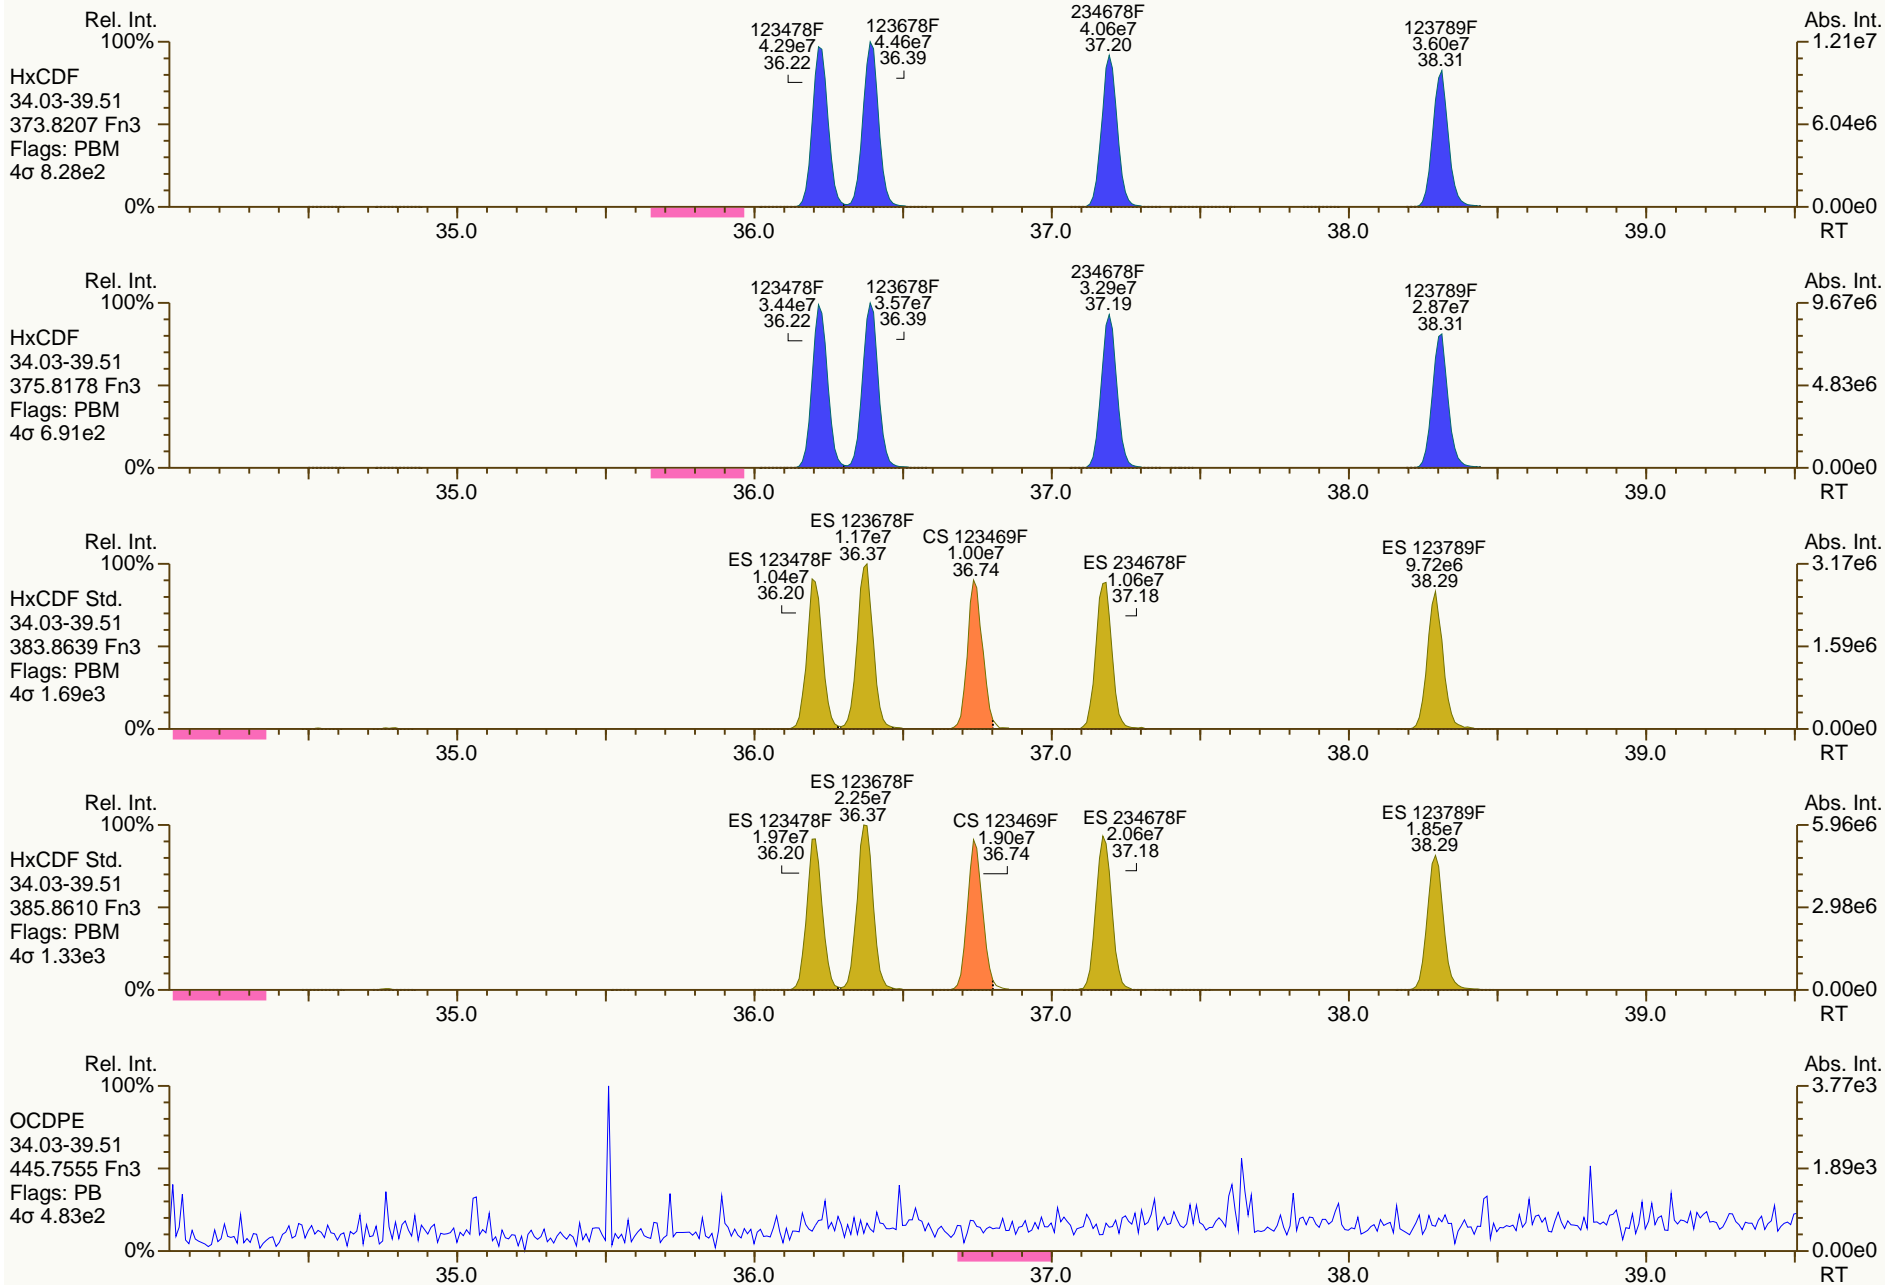 Rel. Int.
100%
0%
HxCDF
34.03-39.51
373.8207 Fn3
Flags: PBM
4σ 8.28e2
123478F
4.29e7
36.22
123678F
4.46e7
36.39
234678F
4.06e7
37.20
123789F
3.60e7
38.31
Abs. Int.
1.21e7
6.04e6
0.00e0
35.0 36.0 37.0 38.0 39.0 RT
Rel. Int.
100%
0%
HxCDF
34.03-39.51
375.8178 Fn3
Flags: PBM
4σ 6.91e2
123478F
3.44e7
36.22
123678F
3.57e7
36.39
234678F
3.29e7
37.19
123789F
2.87e7
38.31
Abs. Int.
9.67e6
4.83e6
0.00e0
35.0 36.0 37.0 38.0 39.0 RT
Rel. Int.
100%
0%
HxCDF Std.
34.03-39.51
383.8639 Fn3
Flags: PBM
4σ 1.69e3
ES 123478F
1.04e7
36.20
ES 123678F
1.17e7
36.37
CS 123469F
1.00e7
36.74
ES 234678F
1.06e7
37.18
ES 123789F
9.72e6
38.29
Abs. Int.
3.17e6
1.59e6
0.00e0
35.0 36.0 37.0 38.0 39.0 RT
Rel. Int.
100%
0%
HxCDF Std.
34.03-39.51
385.8610 Fn3
Flags: PBM
4σ 1.33e3
ES 123478F
1.97e7
36.20
ES 123678F
2.25e7
36.37
CS 123469F
1.90e7
36.74
ES 234678F
2.06e7
37.18
ES 123789F
1.85e7
38.29
Abs. Int.
5.96e6
2.98e6
0.00e0
35.0 36.0 37.0 38.0 39.0 RT
Rel. Int.
100%
0%
OCDPE
34.03-39.51
445.7555 Fn3
Flags: PB
4σ 4.83e2
Abs. Int.
3.77e3
1.89e3
0.00e0
35.0 36.0 37.0 38.0 39.0 RT